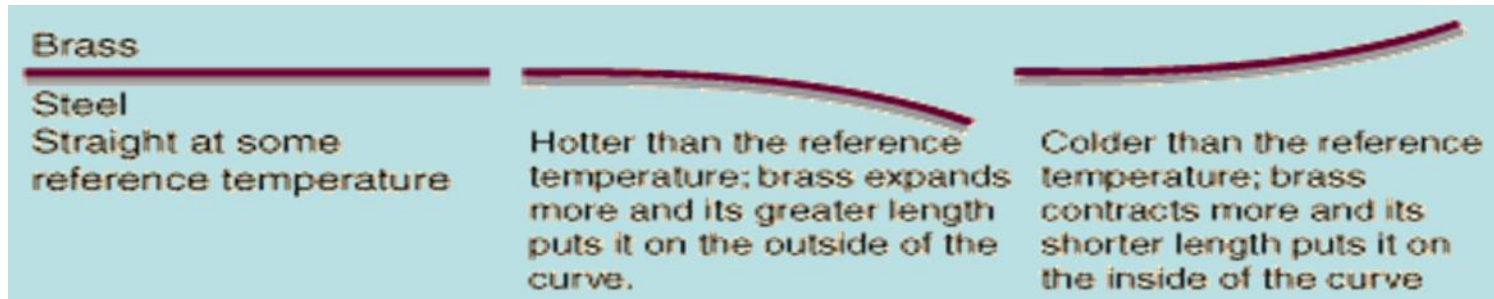 Brass
Steel
Straight at some
reference temperature
Hotter than the reference
temperature; brass expands
more and its greater length
puts it on the outside of the
curve.
Colder than the reference
temperature; brass
contracts more and its
shorter length puts it on
the inside of the curve